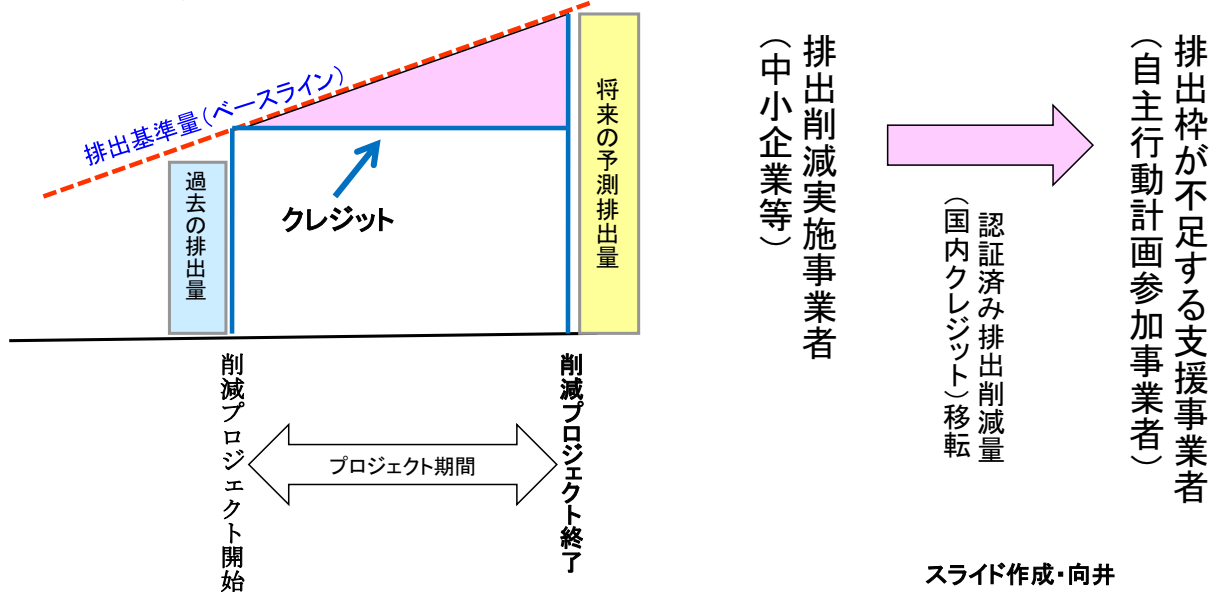 排出基準量(ベースライン)
過去の排出量
クレジット
将来の予測排出量
削減プロジェクト開始
プロジェクト期間
削減プロジェクト終了
排出削減実施事業者
(中小企業等)
認証済み排出削減量
(国内クレジット)移転
排出枠が不足する支援事業者
(自主行動計画参加事業者)
スライド作成・向井